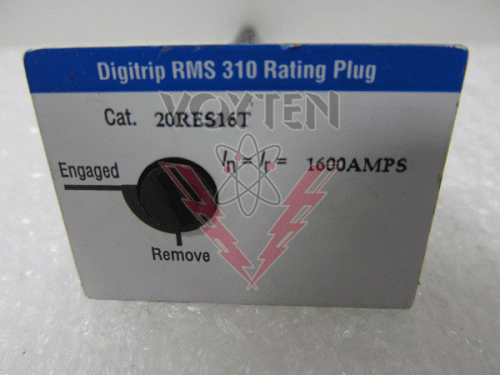 Digitrip RMS 310 Rating Plug
VOYTEN
Cat. 20RES16T
Engaged
In = Ir = 1600AMPS
Remove